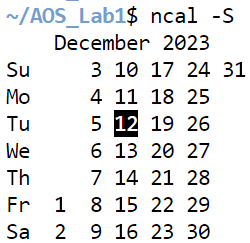 ~/AOS_Lab1$ ncal -S
    December 2023
Su     3 10 17 24 31
Mo     4 11 18 25
Tu     5 12 19 26
We     6 13 20 27
Th     7 14 21 28
Fr  1  8 15 22 29
Sa  2  9 16 23 30